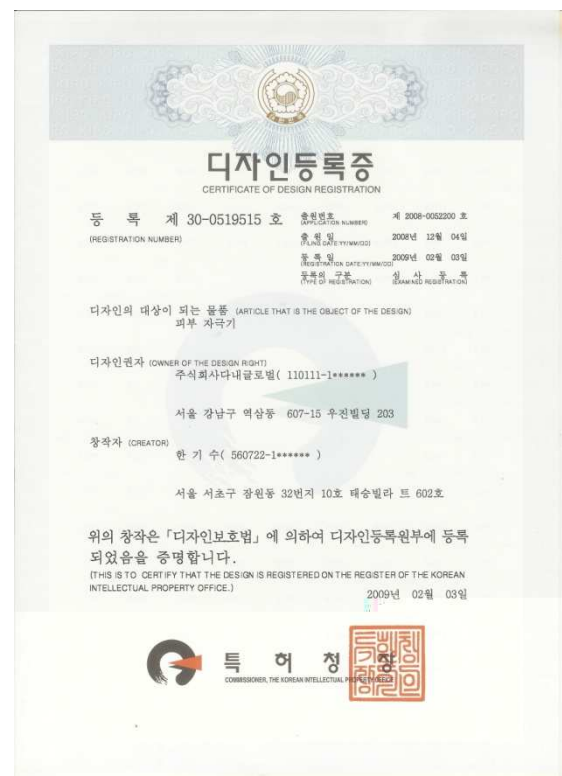 디자인등록증
CERTIFICATE OF DESIGN REGISTRATION
등 록 제 30-0519515 호
(REGISTRATION NUMBER)
출원번호 제 2008-0052200 호
(APPLICATION NUMBER)
출원일 2008년 12월 04일
(FILING DATE:YY/MM/DD)
등록일 2009년 02월 03일
(REGISTRATION DATE:YY/MM/DD)
등록의 구분 심 사 등 록
(TYPE OF REGISTRATION) (EXAMINED REGISTRATION)
디자인의 대상이 되는 물품 (ARTICLE THAT IS THE OBJECT OF THE DESIGN)
피부 자극기
디자인권자 (OWNER OF THE DESIGN RIGHT)
주식회사다내글로벌( 110111-1****** )
서울 강남구 역삼동 607-15 우진빌딩 203
창작자 (CREATOR)
한 기 수( 560722-1****** )
서울 서초구 잠원동 32번지 10호 태승빌라 트 602호
위의 창작은「디자인보호법」에 의하여 디자인등록원부에 등록
되었음을 증명합니다.
(THIS IS TO CERTIFY THAT THE DESIGN IS REGISTERED ON THE REGISTER OF THE KOREAN
INTELLECTUAL PROPERTY OFFICE.)
2009년 02월 03일
특 허 청 장
COMMISSIONER, THE KOREAN INTELLECTUAL PROPERTY OFFICE